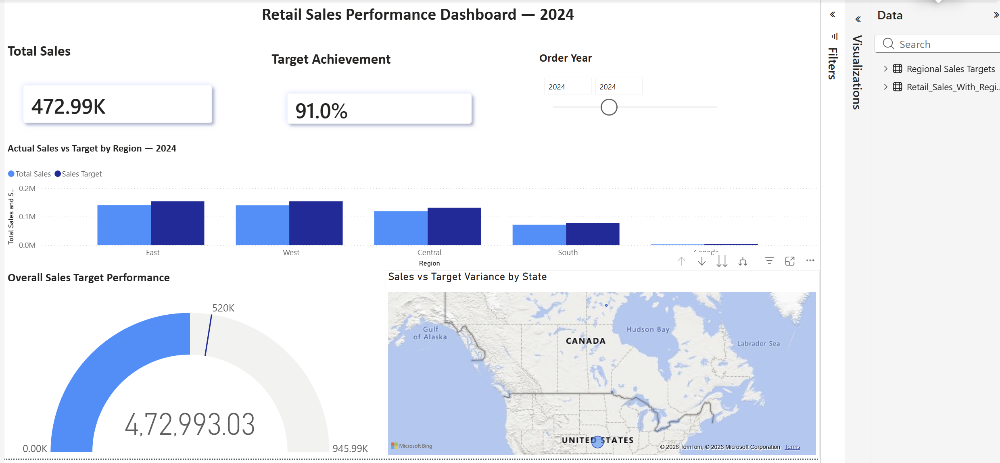 Retail Sales Performance Dashboard — 2024
Total Sales
472.99K
Target Achievement
91.0%
Order Year
2024 2024
Actual Sales vs Target by Region — 2024
Total Sales Sales Target
Total Sales and S...
0.2M
0.1M
0.0M
East West Central South Canada
Region
Overall Sales Target Performance
520K
4,72,993.03
0.00K
945.99K
Sales vs Target Variance by State
Gulf
of Alaska
Hudson Bay
CANADA
Labrador Sea
UNITED STATES
Microsoft Bing
© 2026 TomTom, © 2026 Microsoft Corporation Terms
Filters
Visualizations
Data
Search
Regional Sales Targets
Retail_Sales_With_Regi...